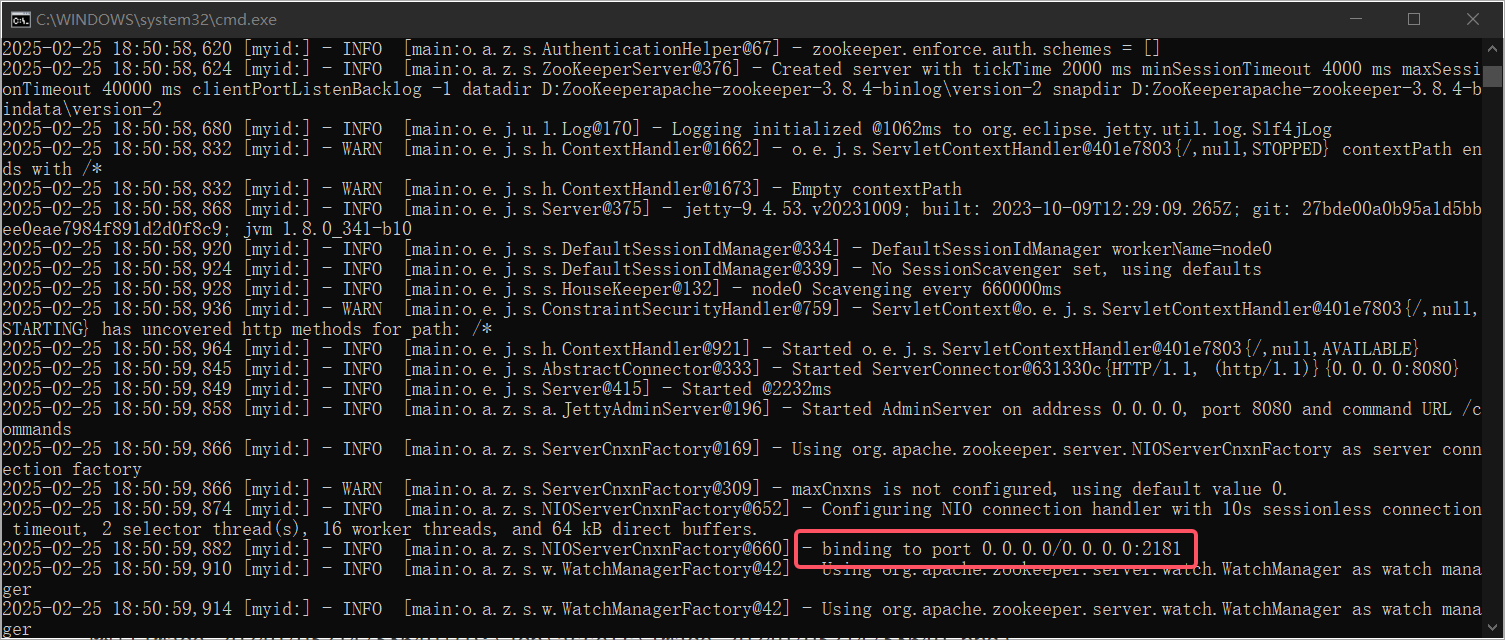 C:\WINDOWS\system32\cmd.exe
2025-02-25 18:50:58,620 [myid:] - INFO  [main:o.a.z.s.AuthenticationHelper@67] - zookeeper.enforce.auth.schemes = []
2025-02-25 18:50:58,624 [myid:] - INFO  [main:o.a.z.s.ZooKeeperServer@376] - Created server with tickTime 2000 ms minSessionTimeout 4000 ms maxSessi
onTimeout 40000 ms clientPortListenBacklog -1 datadir D:ZooKeeperapache-zookeeper-3.8.4-binlog\version-2 snapdir D:ZooKeeperapache-zookeeper-3.8.4-b
indata\version-2
2025-02-25 18:50:58,680 [myid:] - INFO  [main:o.e.j.u.l.Log@170] - Logging initialized @1062ms to org.eclipse.jetty.util.log.Slf4jLog
2025-02-25 18:50:58,832 [myid:] - WARN  [main:o.e.j.s.h.ContextHandler@1662] - o.e.j.s.ServletContextHandler@401e7803{/,null,STOPPED} contextPath en
ds with /*
2025-02-25 18:50:58,832 [myid:] - WARN  [main:o.e.j.s.h.ContextHandler@1673] - Empty contextPath
2025-02-25 18:50:58,868 [myid:] - INFO  [main:o.e.j.s.Server@375] - jetty-9.4.53.v20231009; built: 2023-10-09T12:29:09.265Z; git: 27bde00a0b95a1d5bb
ee0eae7984f891d2d0f8c9; jvm 1.8.0_341-b10
2025-02-25 18:50:58,920 [myid:] - INFO  [main:o.e.j.s.s.DefaultSessionIdManager@334] - DefaultSessionIdManager workerName=node0
2025-02-25 18:50:58,924 [myid:] - INFO  [main:o.e.j.s.s.DefaultSessionIdManager@339] - No SessionScavenger set, using defaults
2025-02-25 18:50:58,928 [myid:] - INFO  [main:o.e.j.s.s.HouseKeeper@132] - node0 Scavenging every 660000ms
2025-02-25 18:50:58,936 [myid:] - WARN  [main:o.e.j.s.ConstraintSecurityHandler@759] - ServletContext@o.e.j.s.ServletContextHandler@401e7803{/,null,
STARTING} has uncovered http methods for path: /*
2025-02-25 18:50:58,964 [myid:] - INFO  [main:o.e.j.s.h.ContextHandler@921] - Started o.e.j.s.ServletContextHandler@401e7803{/,null,AVAILABLE}
2025-02-25 18:50:59,845 [myid:] - INFO  [main:o.e.j.s.AbstractConnector@333] - Started ServerConnector@631330c{HTTP/1.1, (http/1.1)}{0.0.0.0:8080}
2025-02-25 18:50:59,849 [myid:] - INFO  [main:o.e.j.s.Server@415] - Started @2232ms
2025-02-25 18:50:59,858 [myid:] - INFO  [main:o.a.z.s.a.JettyAdminServer@196] - Started AdminServer on address 0.0.0.0, port 8080 and command URL /c
ommands
2025-02-25 18:50:59,866 [myid:] - INFO  [main:o.a.z.s.ServerCnxnFactory@169] - Using org.apache.zookeeper.server.NIOServerCnxnFactory as server conn
ection factory
2025-02-25 18:50:59,866 [myid:] - WARN  [main:o.a.z.s.ServerCnxnFactory@309] - maxCnxns is not configured, using default value 0.
2025-02-25 18:50:59,874 [myid:] - INFO  [main:o.a.z.s.NIOServerCnxnFactory@652] - Configuring NIO connection handler with 10s sessionless connection
 timeout, 2 selector thread(s), 16 worker threads, and 64 kB direct buffers.
2025-02-25 18:50:59,882 [myid:] - INFO  [main:o.a.z.s.NIOServerCnxnFactory@660] - binding to port 0.0.0.0/0.0.0.0:2181
2025-02-25 18:50:59,910 [myid:] - INFO  [main:o.a.z.s.w.WatchManagerFactory@42] - Using org.apache.zookeeper.server.watch.WatchManager as watch mana
ger
2025-02-25 18:50:59,914 [myid:] - INFO  [main:o.a.z.s.w.WatchManagerFactory@42] - Using org.apache.zookeeper.server.watch.WatchManager as watch mana
ger